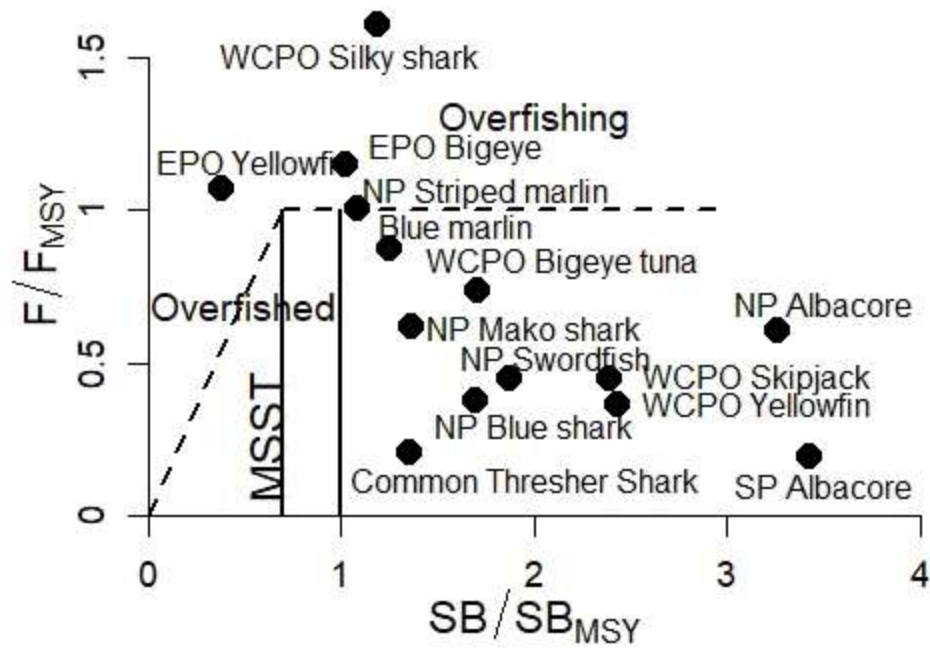 1.5
WCPO Silky shark
Overfishing
EPO Bigeye
EPO Yellowfin
NP Striped marlin
1
Blue marlin
WCPO Bigeye tuna
F/FMSY
Overfished
NP Albacore
NP Mako shark
NP Swordfish
0.5
WCPO Skipjack
WCPO Yellowfin
MSST
NP Blue shark
Common Thresher Shark
SP Albacore
0
0 1 2 3 4
SB/SBMSY